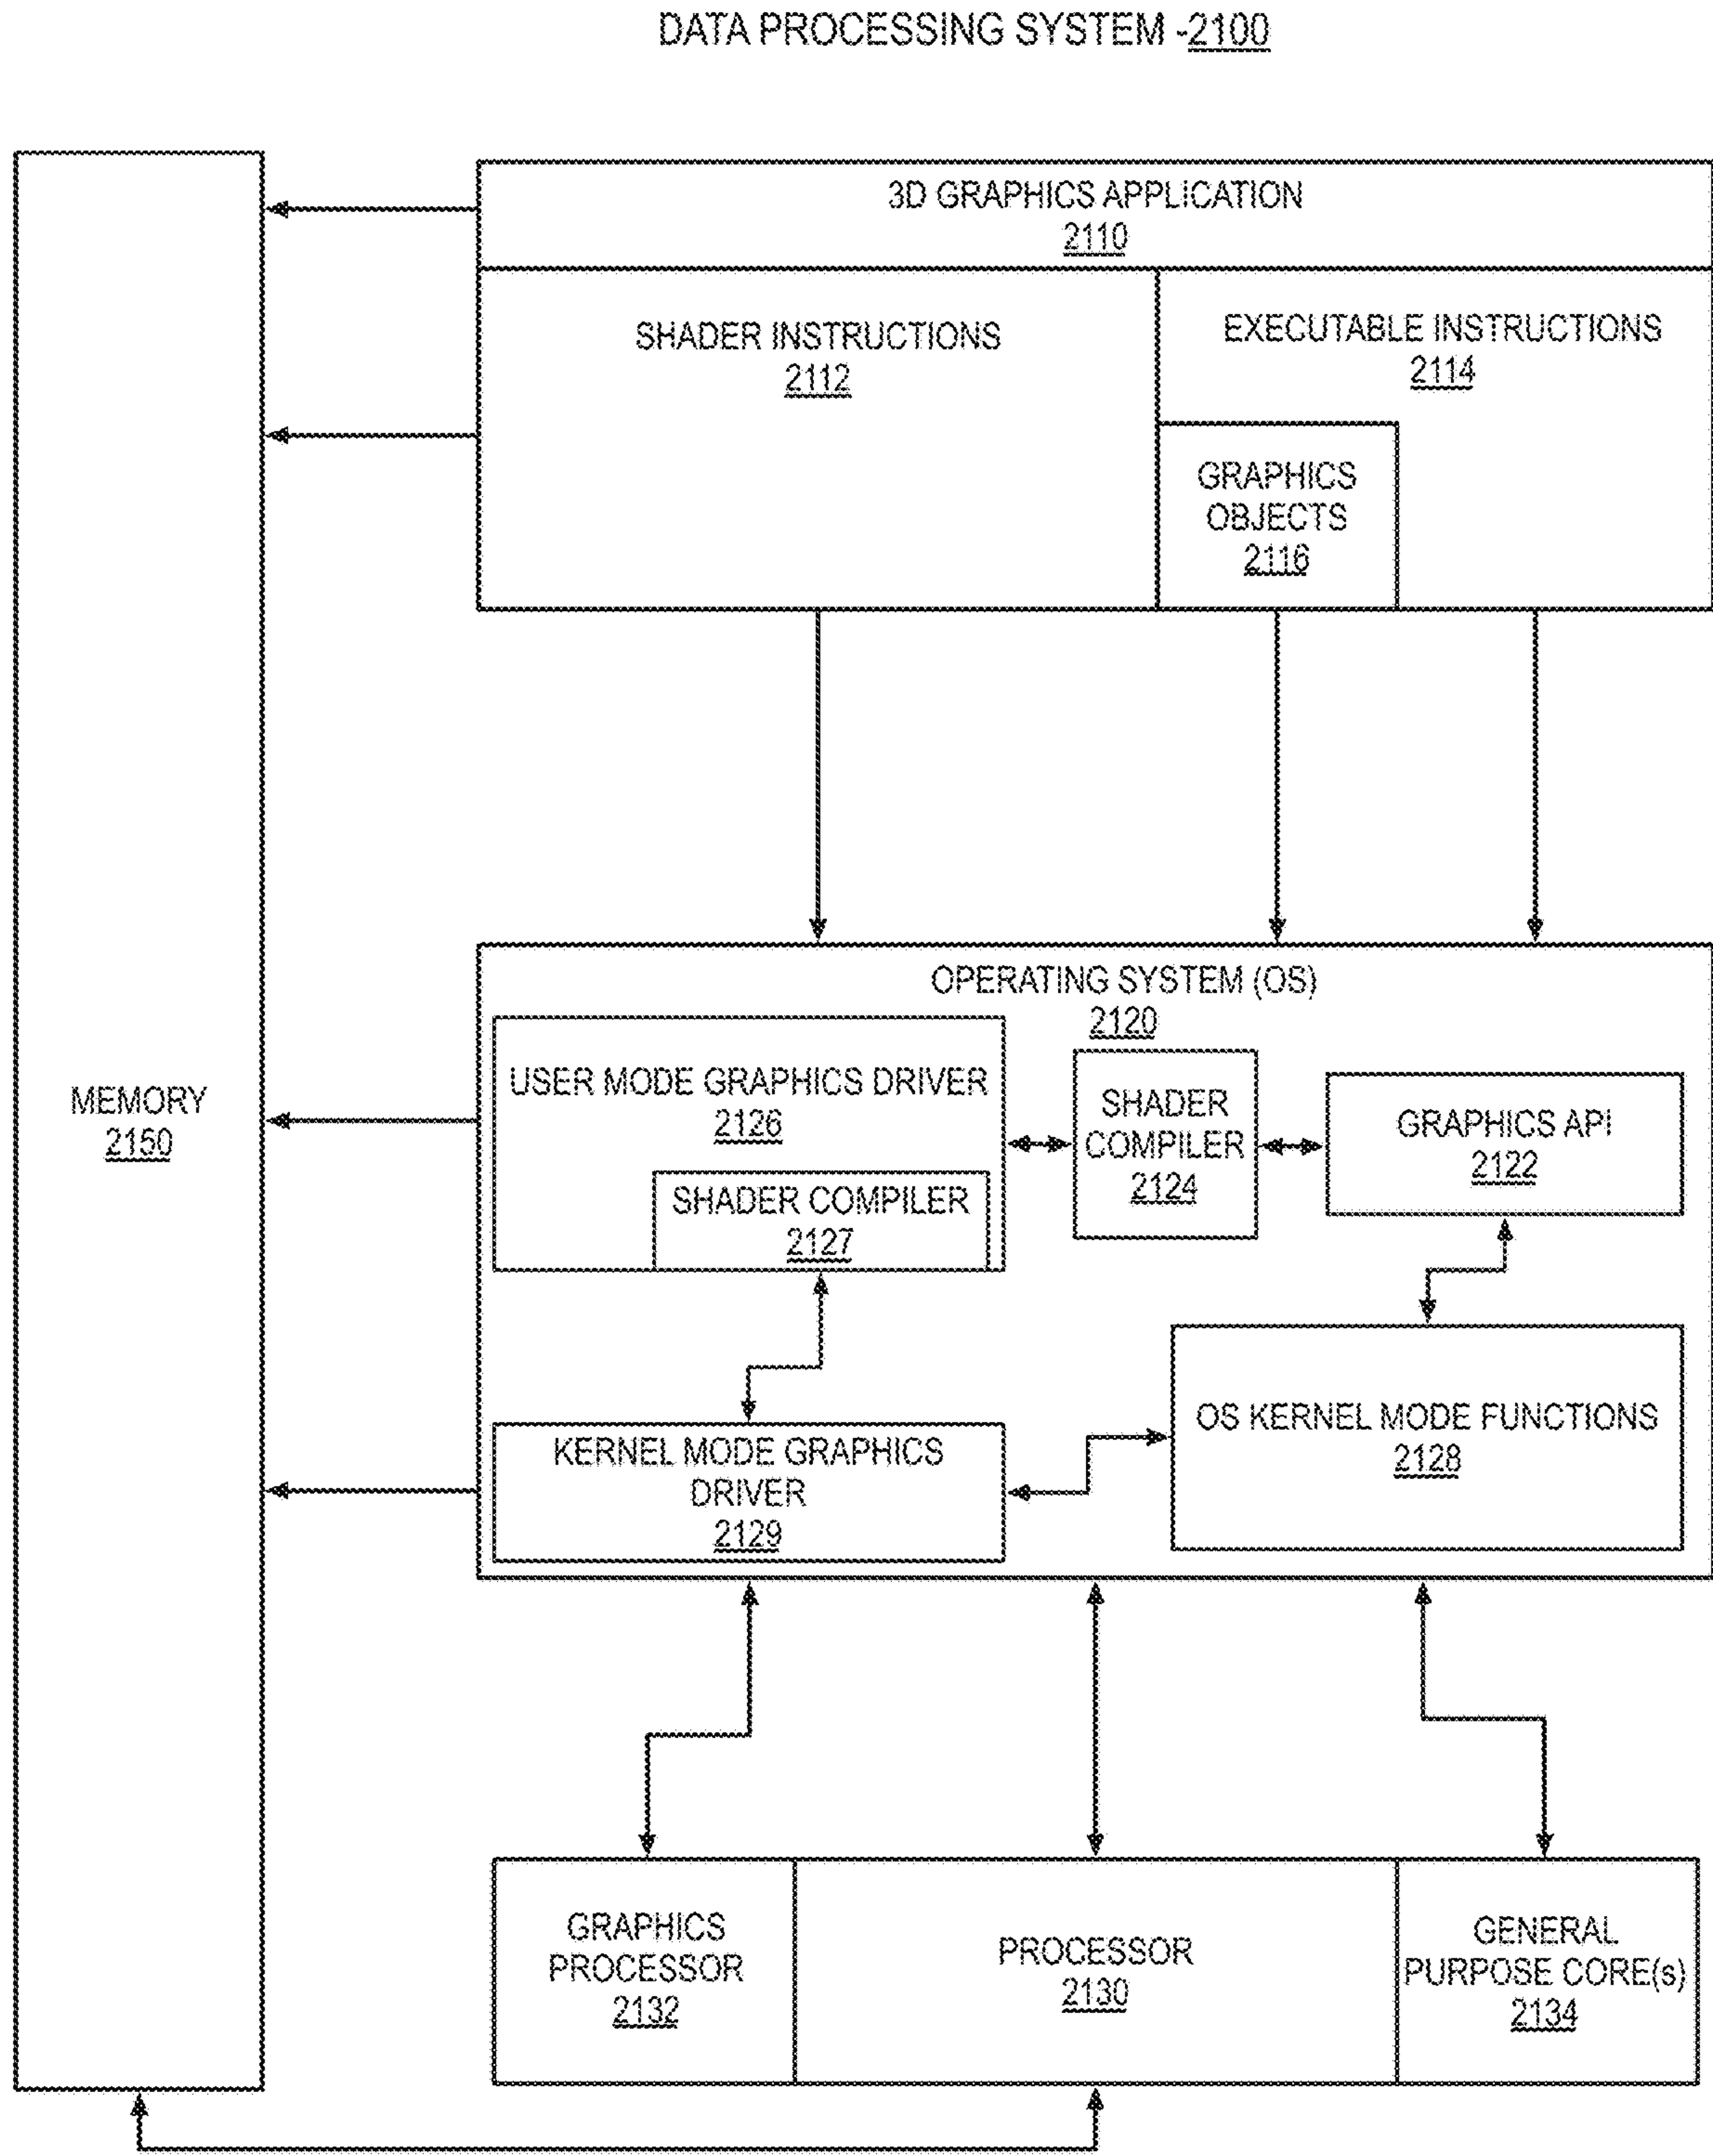 DATA PROCESSING SYSTEM -2100
3D GRAPHICS APPLICATION
2110
SHADER INSTRUCTIONS
2112
EXECUTABLE INSTRUCTIONS
2114
GRAPHICS
OBJECTS
2116
MEMORY
2150
OPERATING SYSTEM (OS)
2120
USER MODE GRAPHICS DRIVER
2126
SHADER COMPILER
2127
SHADER
COMPILER
2124
GRAPHICS API
2122
KERNEL MODE GRAPHICS
DRIVER
2129
OS KERNEL MODE FUNCTIONS
2128
GRAPHICS
PROCESSOR
2132
PROCESSOR
2130
GENERAL
PURPOSE CORE(s)
2134